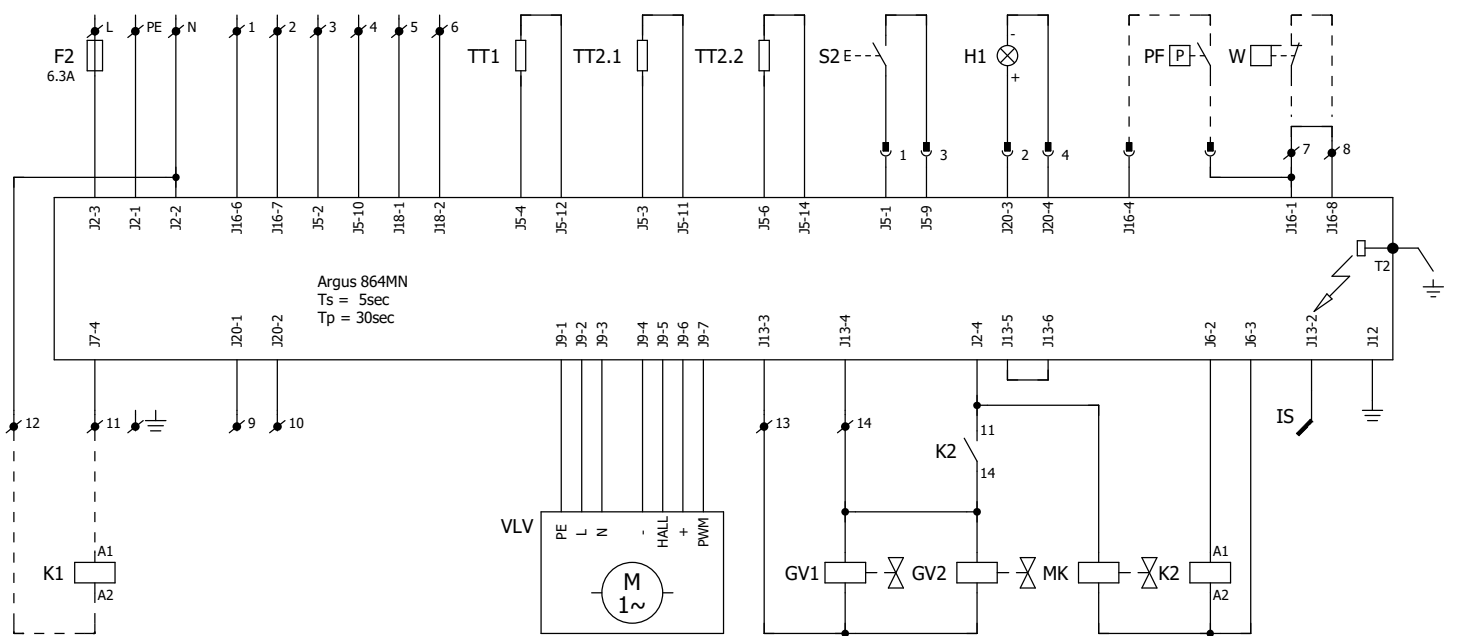 L PE N 1 2 3 4 5 6
F2
6.3A
TT1 TT2.1 TT2.2 S2 H1 PF P W
-
+
1 3 2 4 7 8
J2-3 J2-1 J2-2 J16-6 J16-7 J5-2 J5-10 J18-1 J18-2 J5-4 J5-12 J5-3 J5-11 J5-6 J5-14 J5-1 J5-9 J20-3 J20-4 J16-4 J16-1 J16-8
T2
Argus 864MN
Ts = 5sec
Tp = 30sec
J7-4 J20-1 J20-2 J9-1 J9-2 J9-3 J9-4 J9-5 J9-6 J9-7 J13-3 J13-4 J2-4 J13-5 J13-6 J6-2 J6-3 J13-2 J12
12 11 9 10 13 14
IS
11
K2
14
VLV
PE L N - HALL + PWM
M
1~
K1 A1 A2
GV1 GV2 MK K2 A1 A2